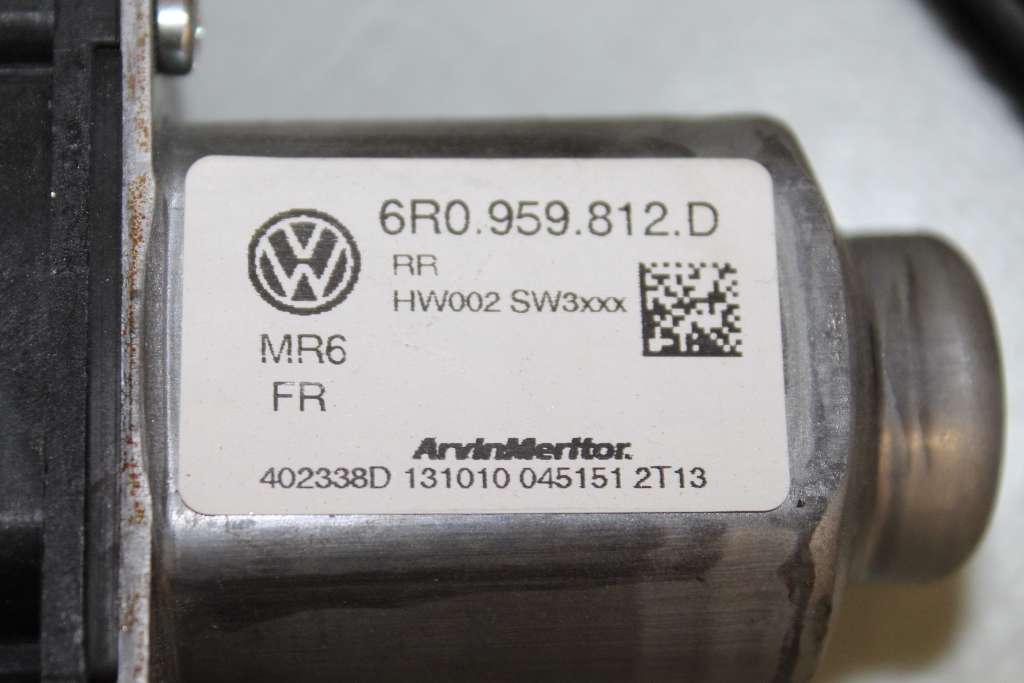 6R0.959.812.D
RR
HW002 SW3xxx
MR6
FR
ArvinMeritor.
402338D 131010 045151 2T13